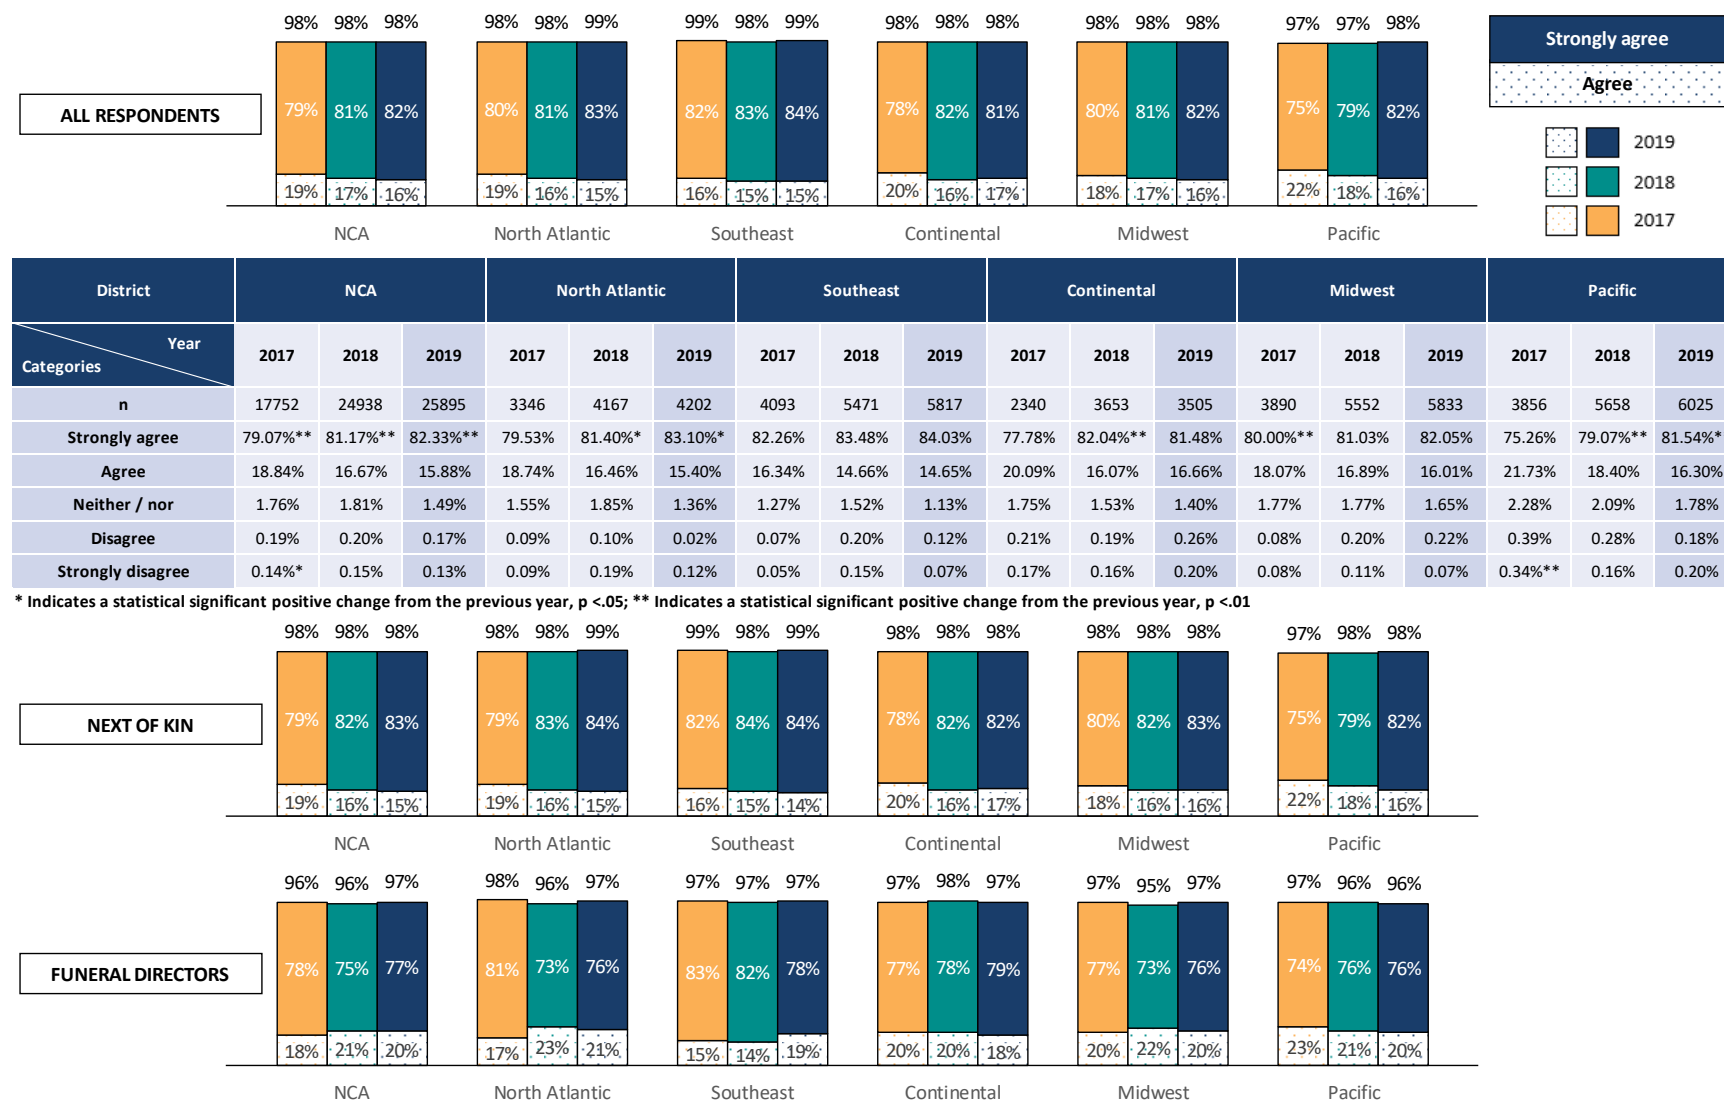 98% 98% 98% 98% 98% 99% 99% 98% 99% 98% 98% 98% 98% 98% 98% 97% 97% 98%
Strongly agree
Agree
ALL RESPONDENTS
79% 81% 82% 80% 81% 83% 82% 83% 84% 78% 82% 81% 80% 81% 82% 75% 79% 82%
2019
2018
2017
19% 17% 16% 19% 16% 15% 16% 15% 15% 20% 16% 17% 18% 17% 16% 22% 18% 16%
NCA North Atlantic Southeast Continental Midwest Pacific
District NCA North Atlantic Southeast Continental Midwest Pacific
Year
Categories
2017 2018 2019 2017 2018 2019 2017 2018 2019 2017 2018 2019 2017 2018 2019 2017 2018 2019
n 17752 24938 25895 3346 4167 4202 4093 5471 5817 2340 3653 3505 3890 5552 5833 3856 5658 6025
Strongly agree 79.07%** 81.17%** 82.33%** 79.53% 81.40%* 83.10%* 82.26% 83.48% 84.03% 77.78% 82.04%** 81.48% 80.00%** 81.03% 82.05% 75.26% 79.07%** 81.54%*
Agree 18.84% 16.67% 15.88% 18.74% 16.46% 15.40% 16.34% 14.66% 14.65% 20.09% 16.07% 16.66% 18.07% 16.89% 16.01% 21.73% 18.40% 16.30%
Neither / nor 1.76% 1.81% 1.49% 1.55% 1.85% 1.36% 1.27% 1.52% 1.13% 1.75% 1.53% 1.40% 1.77% 1.77% 1.65% 2.28% 2.09% 1.78%
Disagree 0.19% 0.20% 0.17% 0.09% 0.10% 0.02% 0.07% 0.20% 0.12% 0.21% 0.19% 0.26% 0.08% 0.20% 0.22% 0.39% 0.28% 0.18%
Strongly disagree 0.14%* 0.15% 0.13% 0.09% 0.19% 0.12% 0.05% 0.15% 0.07% 0.17% 0.16% 0.20% 0.08% 0.11% 0.07% 0.34%** 0.16% 0.20%
* Indicates a statistical significant positive change from the previous year, p <.05; ** Indicates a statistical significant positive change from the previous year, p <.01
98% 98% 98% 98% 98% 99% 99% 98% 99% 98% 98% 98% 98% 98% 98% 97% 98% 98%
NEXT OF KIN
79% 82% 83% 79% 83% 84% 82% 84% 84% 78% 82% 82% 80% 82% 83% 75% 79% 82%
19% 16% 15% 19% 16% 15% 16% 15% 14% 20% 16% 17% 18% 16% 16% 22% 18% 16%
NCA North Atlantic Southeast Continental Midwest Pacific
96% 96% 97% 98% 96% 97% 97% 97% 97% 97% 98% 97% 97% 95% 97% 97% 96% 96%
FUNERAL DIRECTORS
78% 75% 77% 81% 73% 76% 83% 82% 78% 77% 78% 79% 77% 73% 76% 74% 76% 76%
18% 21% 20% 17% 23% 21% 15% 14% 19% 20% 20% 18% 20% 22% 20% 23% 21% 20%
NCA North Atlantic Southeast Continental Midwest Pacific